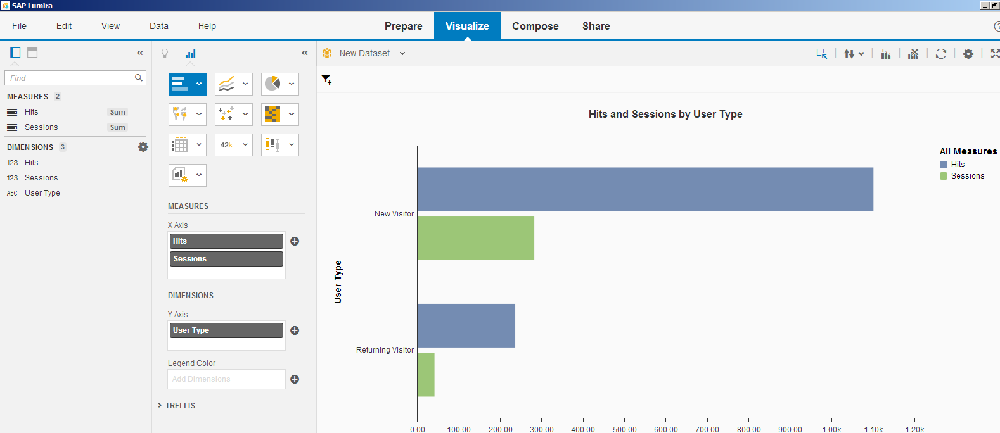 SAP Lumira
File Edit View Data Help
Prepare Visualize Compose Share
Find
MEASURES 2
Hits Sum
Sessions Sum
DIMENSIONS 3
123 Hits
123 Sessions
ABC User Type
42k
MEASURES
X Axis
Hits
Sessions
DIMENSIONS
Y Axis
User Type
Legend Color
Add Dimensions
TRELLIS
New Dataset
Hits and Sessions by User Type
All Measures
Hits
Sessions
User Type
New Visitor
Returning Visitor
0.00 100.00 200.00 300.00 400.00 500.00 600.00 700.00 800.00 900.00 1.00k 1.10k 1.20k